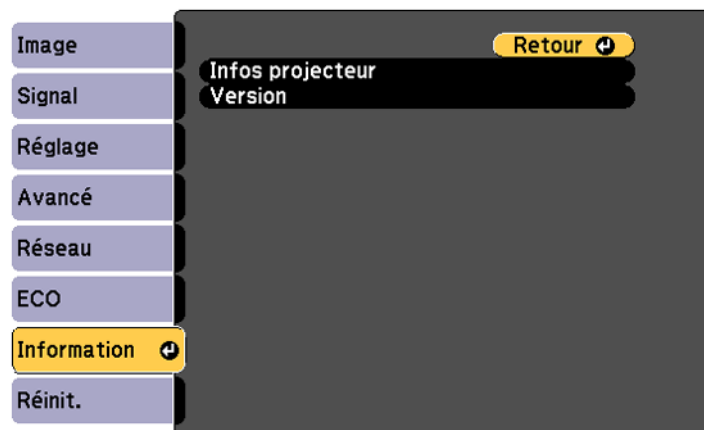 Image
Signal
Réglage
Avancé
Réseau
ECO
Information
Réinit.
Retour
Infos projecteur
Version